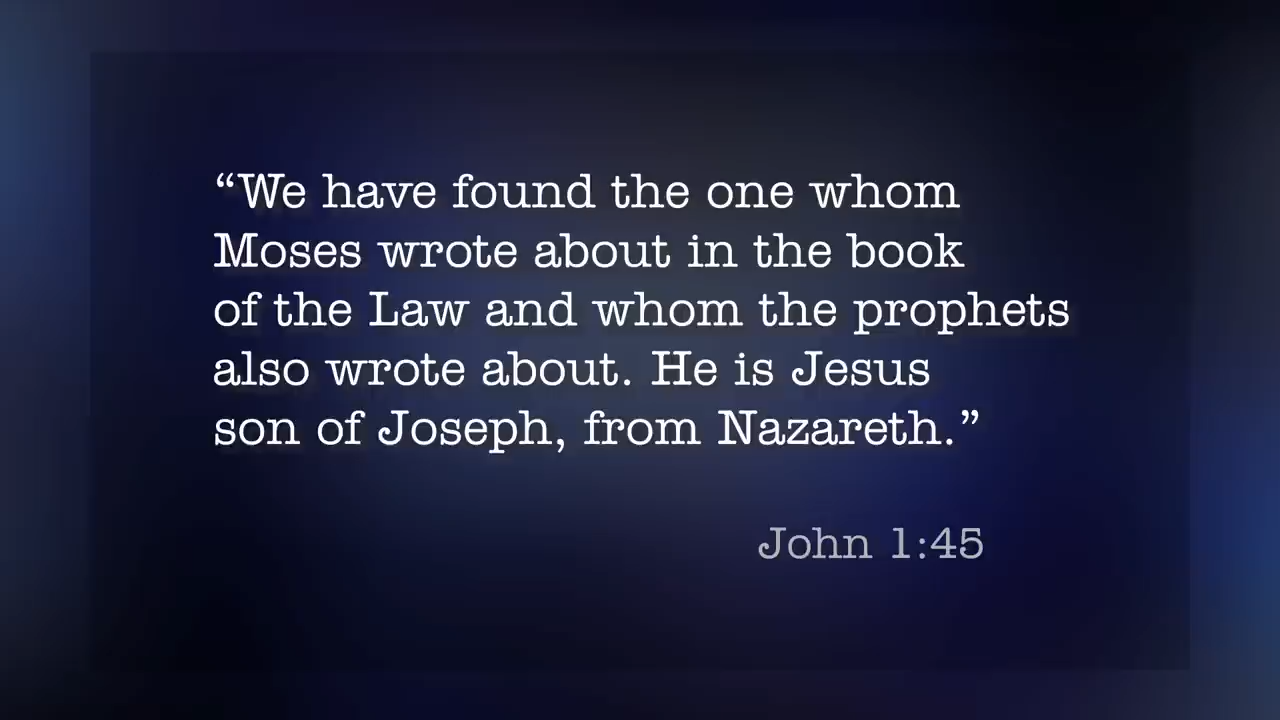 “We have found the one whom
Moses wrote about in the book
of the Law and whom the prophets
also wrote about. He is Jesus
son of Joseph, from Nazareth.”
John 1:45